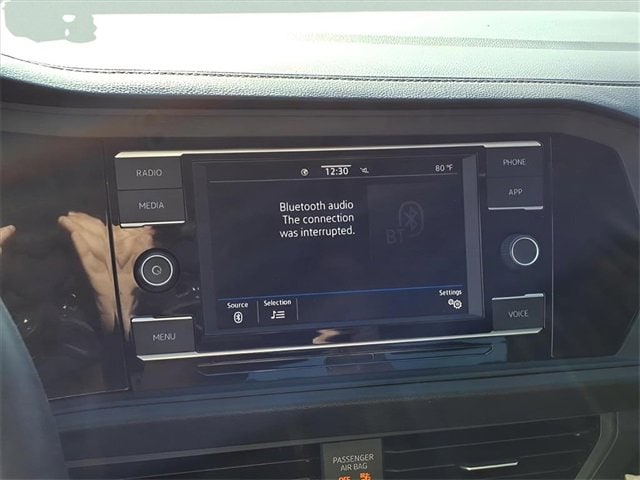 RADIO
MEDIA
MENU
12:30
80 °F
Bluetooth audio
The connection
was interrupted.
BT
Source
Selection
Settings
PHONE
APP
VOICE
PASSENGER
AIR BAG
OFF